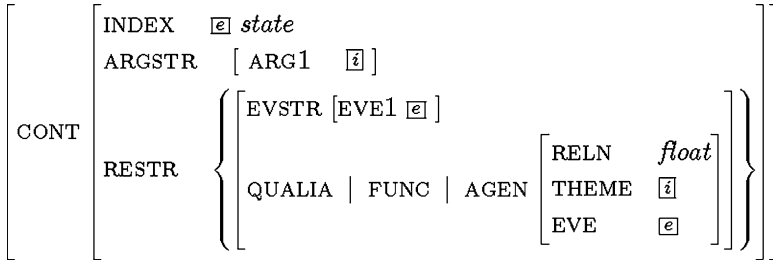 INDEX [e] state
ARGSTR [ ARG1 [i] ]
EVSTR [EVE1 [e] ]
CONT
RESTR
RELN float
QUALIA | FUNC | AGEN
THEME [i]
EVE [e]